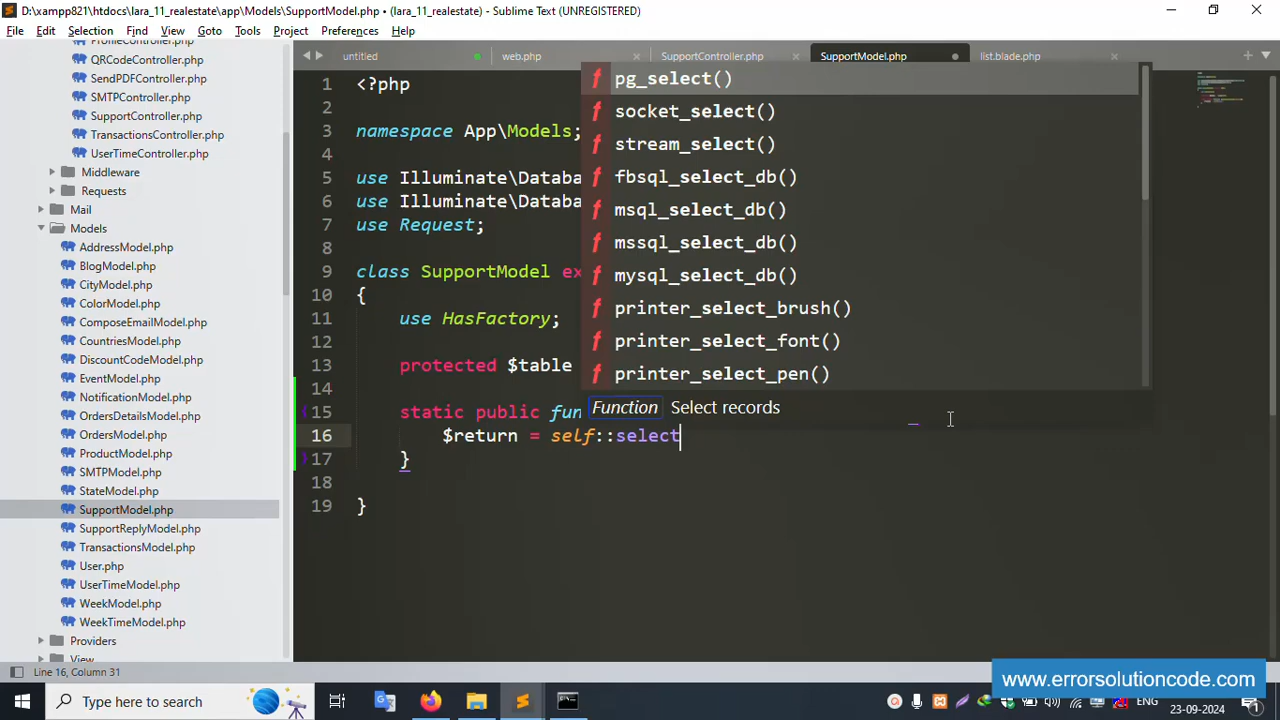 D:\xampp821\htdocs\lara_11_realestate\app\Models\SupportModel.php • (lara_11_realestate) - Sublime Text (UNREGISTERED)
File Edit Selection Find View Goto Tools Project Preferences Help
untitled web.php SupportController.php SupportModel.php list.blade.php
ProfileController.php
QRCodeController.php
SendPDFController.php
SMTPController.php
SupportController.php
TransactionsController.php
UserTimeController.php
Middleware
Requests
Mail
Models
AddressModel.php
BlogModel.php
CityModel.php
ColorModel.php
ComposeEmailModel.php
CountriesModel.php
DiscountCodeModel.php
EventModel.php
NotificationModel.php
OrdersDetailsModel.php
OrdersModel.php
ProductModel.php
SMTPModel.php
StateModel.php
SupportModel.php
SupportReplyModel.php
TransactionsModel.php
User.php
UserTimeModel.php
WeekModel.php
WeekTimeModel.php
Providers
View
1 <?php
2
3 namespace App\Models;
4
5 use Illuminate\Databa
6 use Illuminate\Databa
7 use Request;
8
9 class SupportModel ex
10 {
11 use HasFactory;
12
13 protected $table
14
15 static public fun
16 $return = self::select
17 }
18
19 }
f pg_select()
f socket_select()
f stream_select()
f fbsql_select_db()
f msql_select_db()
f mssql_select_db()
f mysql_select_db()
f printer_select_brush()
f printer_select_font()
f printer_select_pen()
Function Select records
Line 16, Column 31
www.errorsolutioncode.com
Type here to search
ENG 23-09-2024